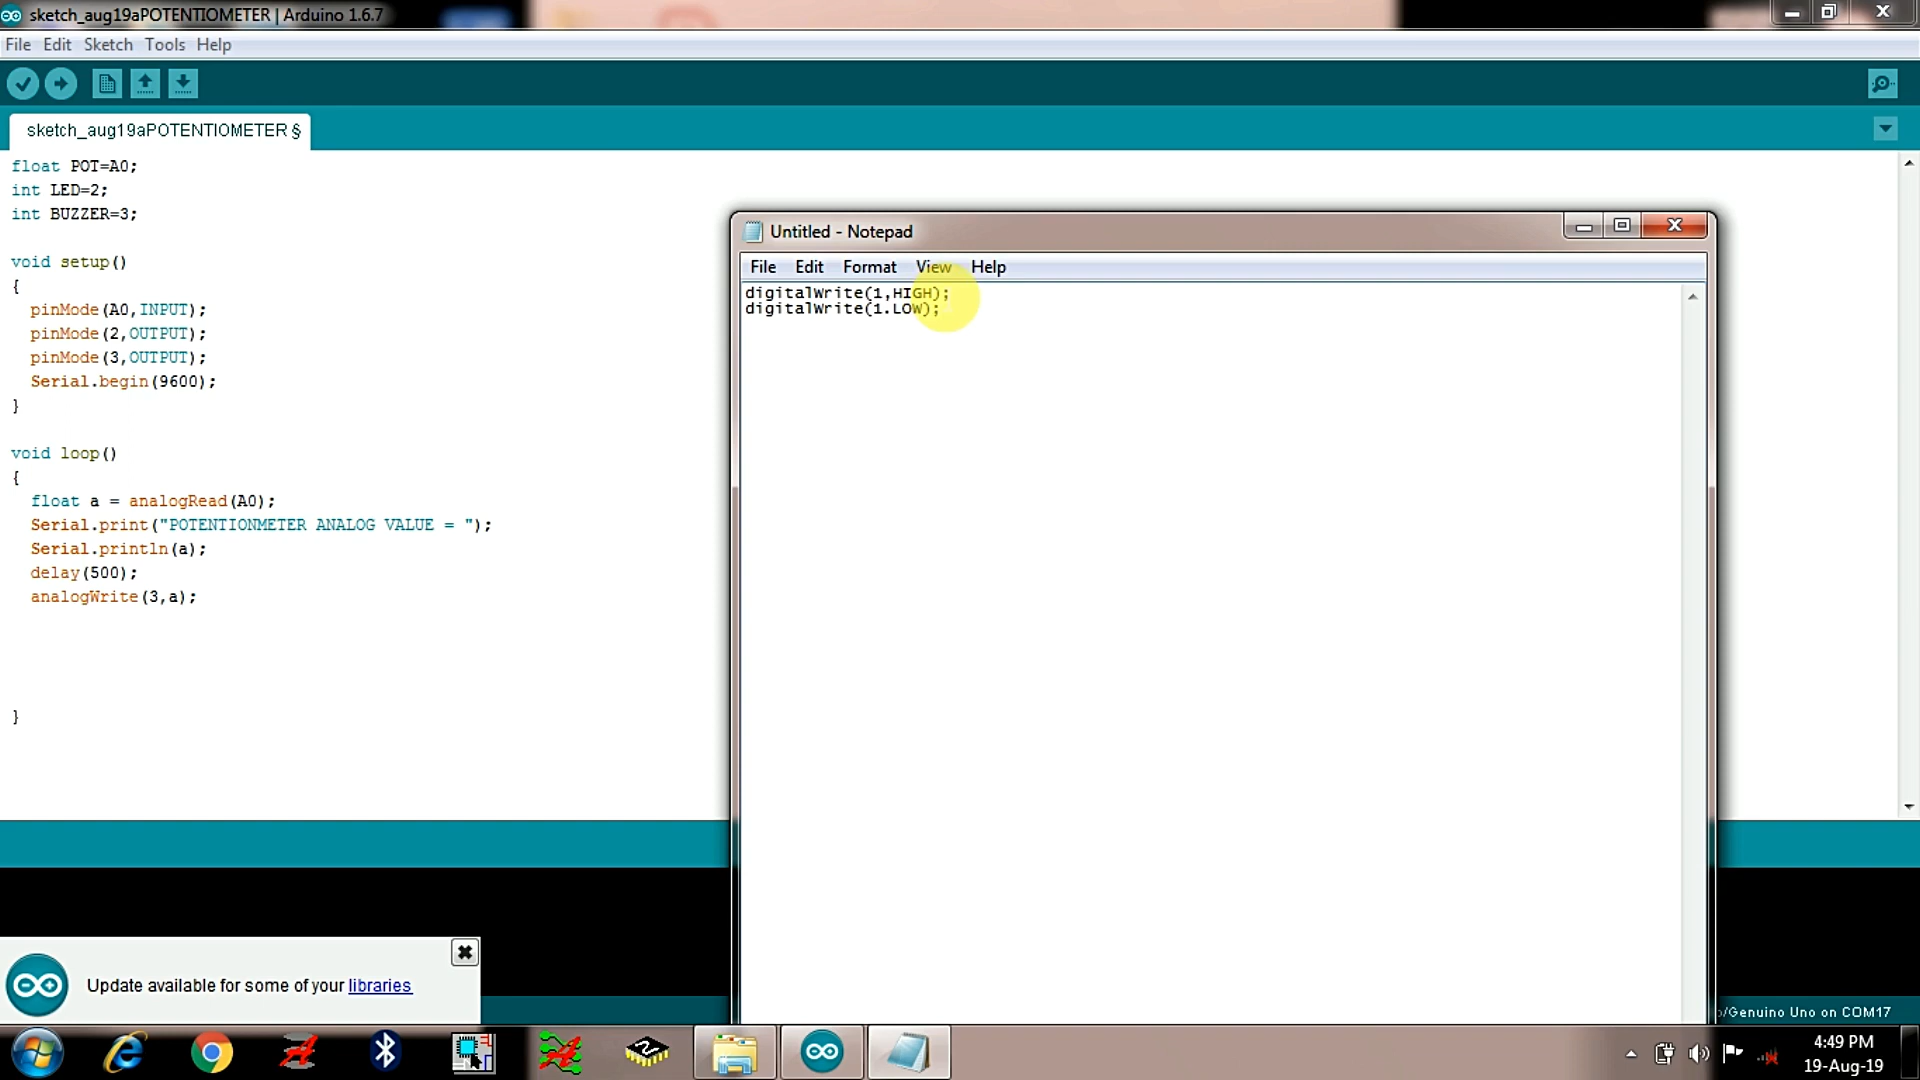 sketch_aug19aPOTENTIOMETER | Arduino 1.6.7
File Edit Sketch Tools Help
sketch_aug19aPOTENTIOMETER §
float POT=A0;
int LED=2;
int BUZZER=3;
void setup()
{
pinMode(A0,INPUT);
pinMode(2,OUTPUT);
pinMode(3,OUTPUT);
Serial.begin(9600);
}
void loop()
{
float a = analogRead(A0);
Serial.print("POTENTIONMETER ANALOG VALUE = ");
Serial.println(a);
delay(500);
analogWrite(3,a);
}
Untitled - Notepad
File Edit Format View Help
digitalWrite(1,HIGH);
digitalWrite(1.LOW);
Update available for some of your libraries
/Genuino Uno on COM17
4:49 PM
19-Aug-19